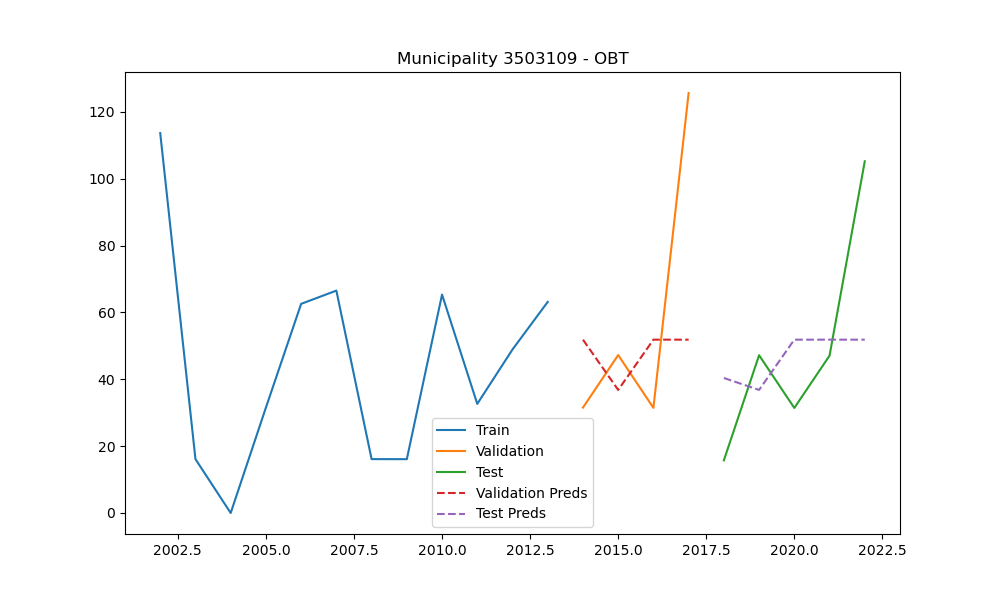 Municipality 3503109 - OBT
120
100
80
60
40
20
0
Train
Validation
Test
Validation Preds
Test Preds
2002.5 2005.0 2007.5 2010.0 2012.5 2015.0 2017.5 2020.0 2022.5